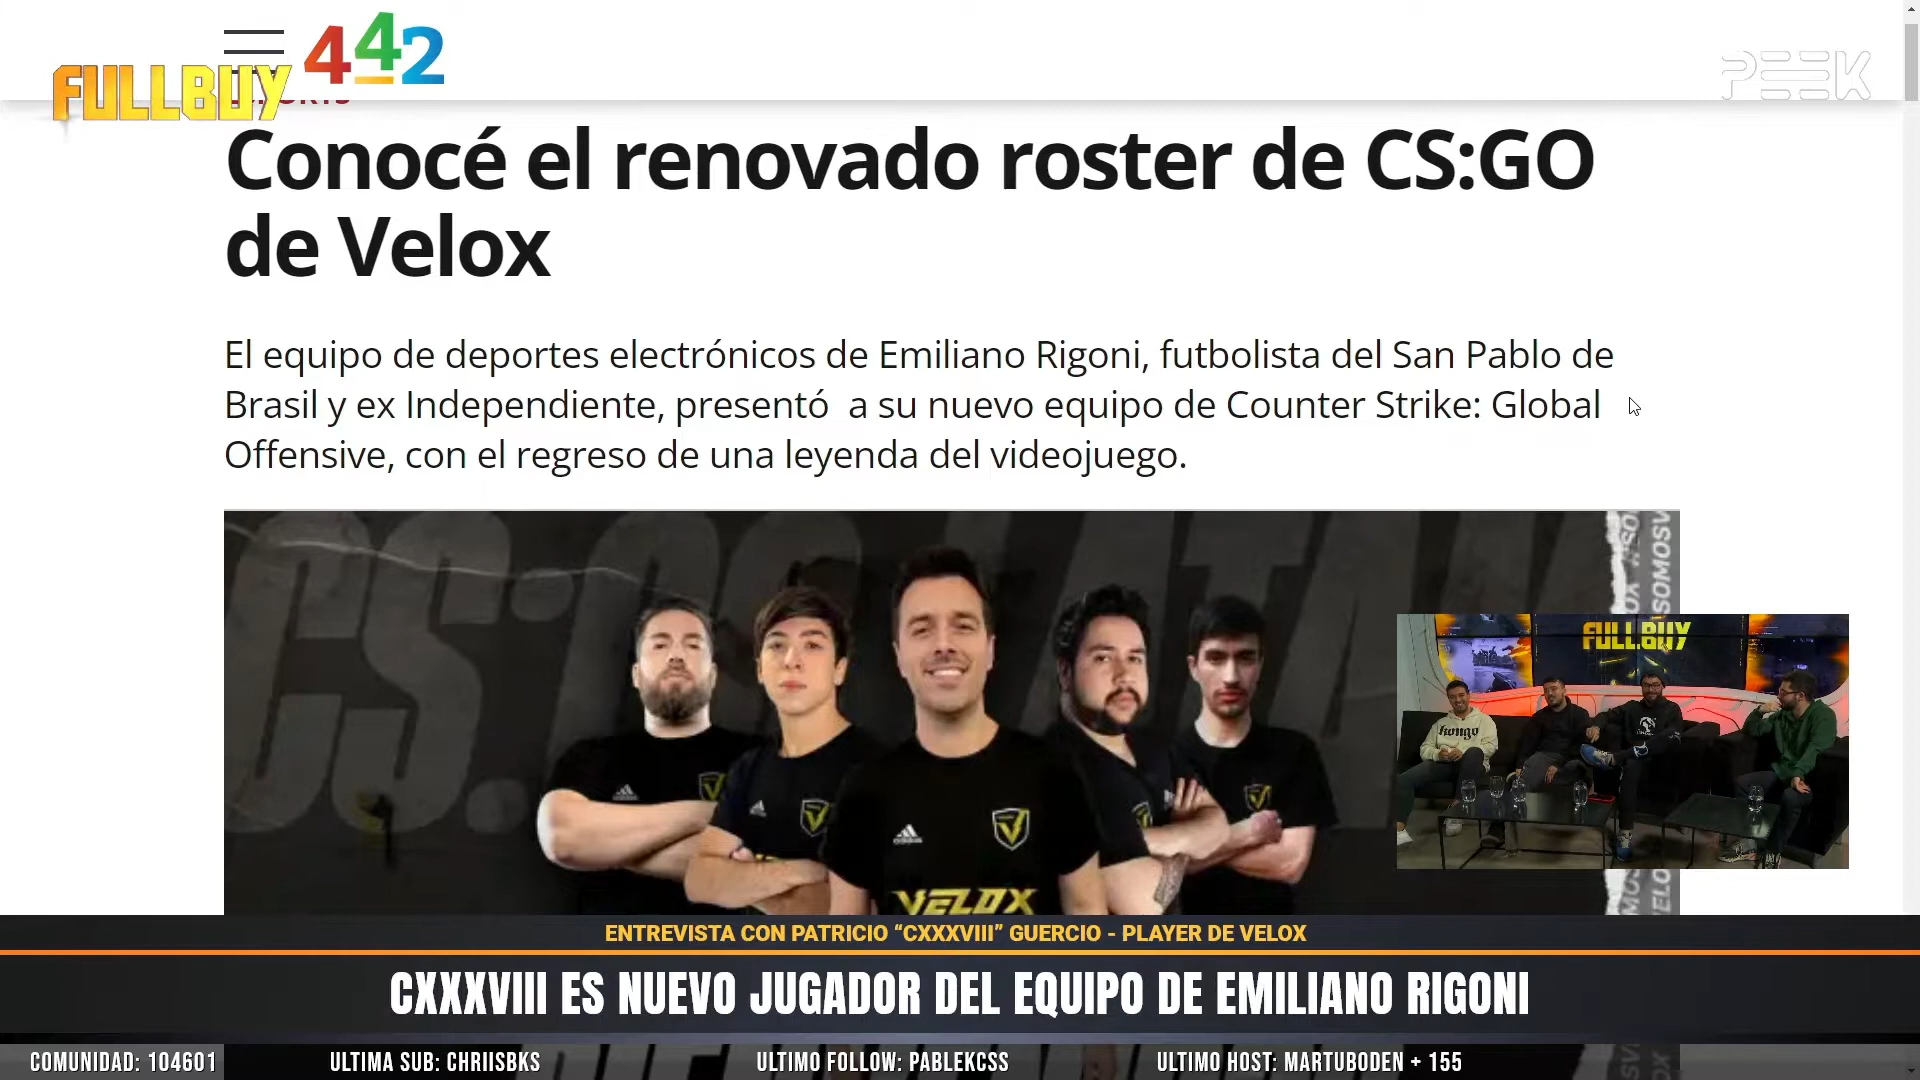 442
FULLBUY
PEEK
Conocé el renovado roster de CS:GO
de Velox
El equipo de deportes electrónicos de Emiliano Rigoni, futbolista del San Pablo de
Brasil y ex Independiente, presentó a su nuevo equipo de Counter Strike: Global
Offensive, con el regreso de una leyenda del videojuego.
FULLBUY
hongo
adidas
VELOX
ENTREVISTA CON PATRICIO “CXXXVIII” GUERCIO - PLAYER DE VELOX
CXXXVIII ES NUEVO JUGADOR DEL EQUIPO DE EMILIANO RIGONI
COMUNIDAD: 104601
ULTIMA SUB: CHRIISBKS
ULTIMO FOLLOW: PABLEKCSS
ULTIMO HOST: MARTUBODEN + 155